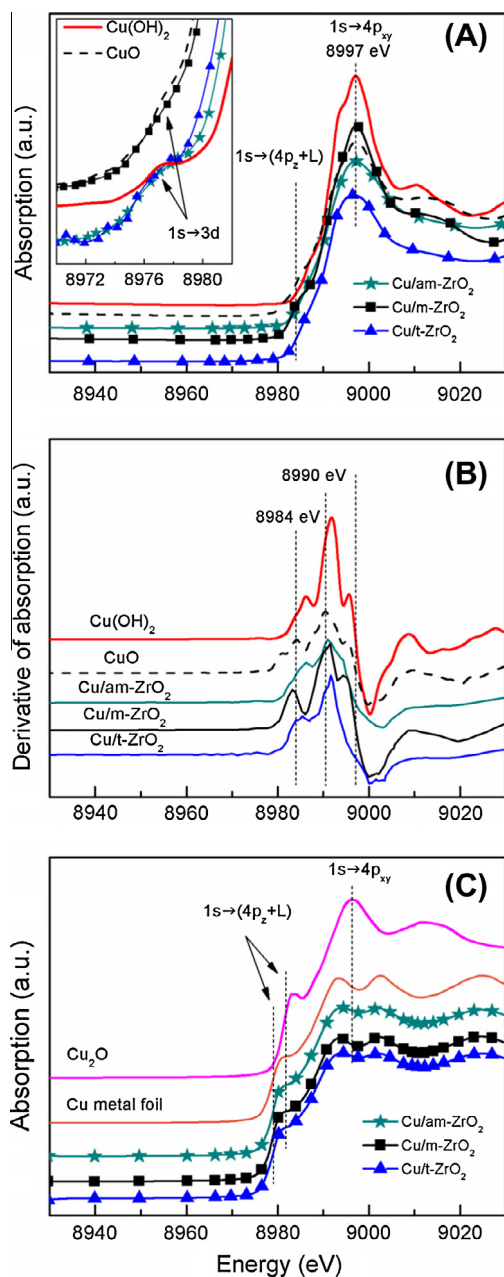 Cu(OH)₂
CuO
1s→3d
8972 8976 8980
(A)
1s→4pxy
8997 eV
1s→(4pz+L)
Absorption (a.u.)
Cu/am-ZrO₂
Cu/m-ZrO₂
Cu/t-ZrO₂
8940 8960 8980 9000 9020
(B)
8990 eV
8984 eV
Derivative of absorption (a.u.)
Cu(OH)₂
CuO
Cu/am-ZrO₂
Cu/m-ZrO₂
Cu/t-ZrO₂
8940 8960 8980 9000 9020
(C)
1s→4pxy
1s→(4pz+L)
Absorption (a.u.)
Cu₂O
Cu metal foil
Cu/am-ZrO₂
Cu/m-ZrO₂
Cu/t-ZrO₂
8940 8960 8980 9000 9020
Energy (eV)